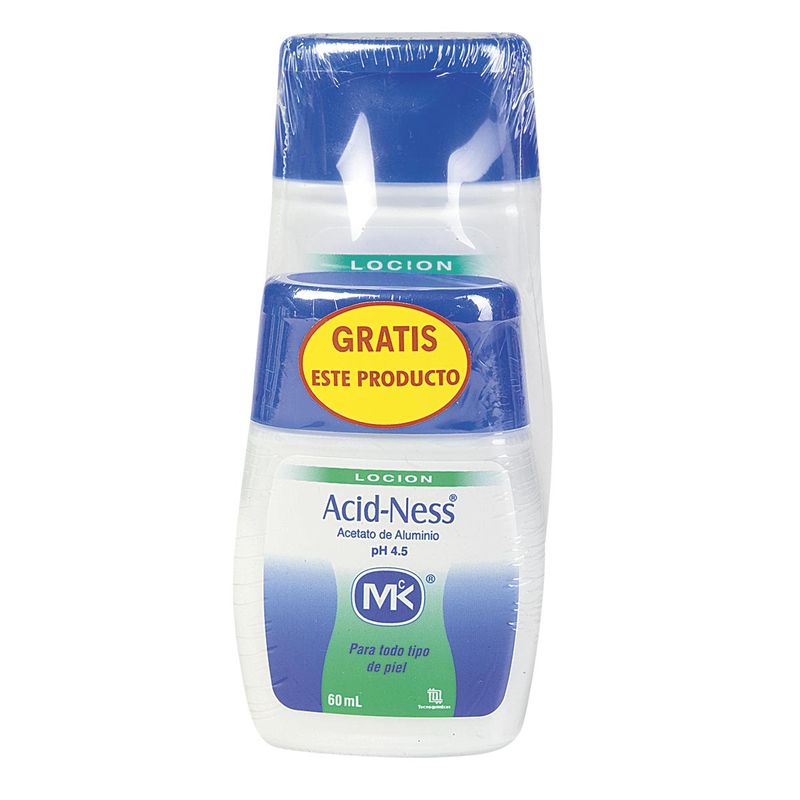 LOCION
GRATIS
ESTE PRODUCTO
LOCION
Acid-Ness®
Acetato de Aluminio
pH 4.5
MK®
Para todo tipo
de piel
60 mL
Tecnoquímicas